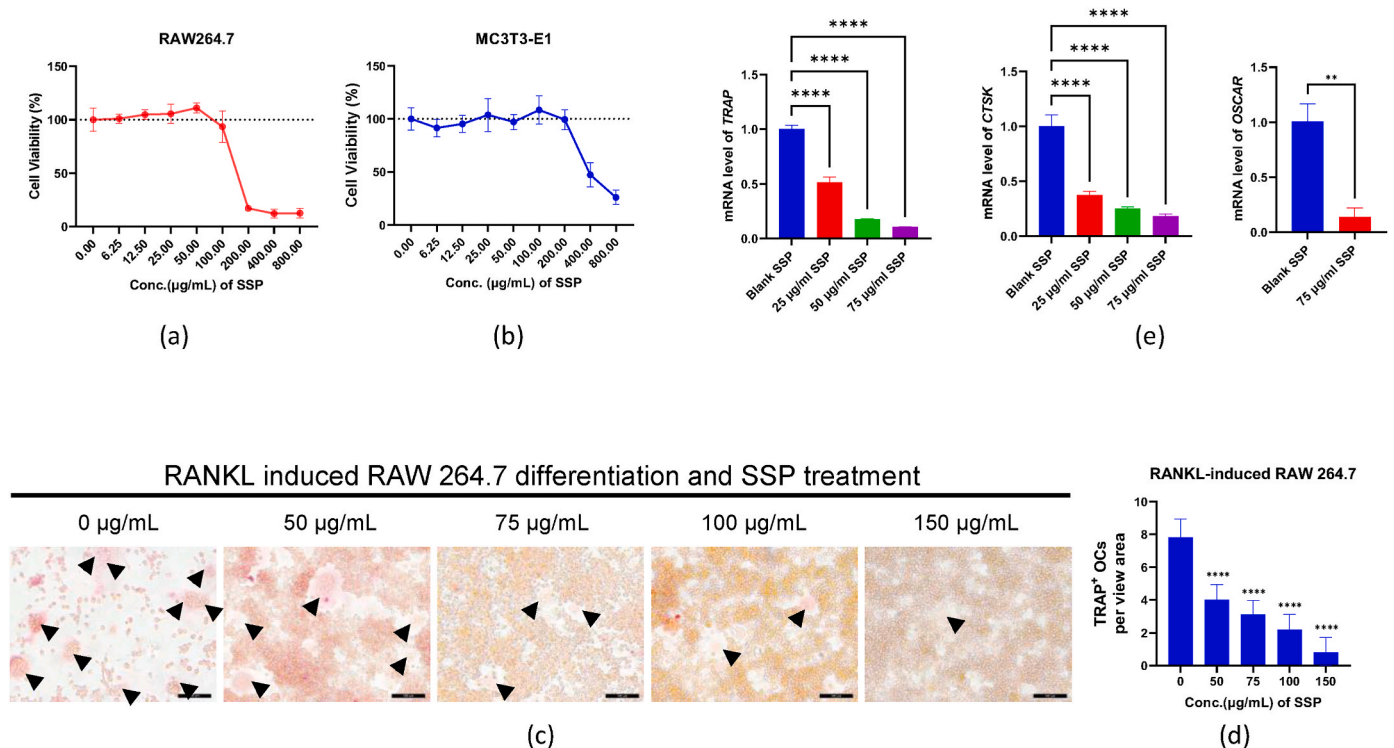 RAW264.7
Cell Viaibility (%)
150
100
50
0
0.00
6.25
12.50
25.00
50.00
100.00
200.00
400.00
800.00
Conc.(μg/mL) of SSP
(a)
MC3T3-E1
Cell Viaibility (%)
150
100
50
0
0.00
6.25
12.50
25.00
50.00
100.00
200.00
400.00
800.00
Conc. (μg/mL) of SSP
(b)
mRNA level of TRAP
1.5
1.0
0.5
0.0
****
****
****
Blank SSP
25 μg/ml SSP
50 μg/ml SSP
75 μg/ml SSP
mRNA level of CTSK
1.5
1.0
0.5
0.0
****
****
****
Blank SSP
25 μg/ml SSP
50 μg/ml SSP
75 μg/ml SSP
mRNA level of OSCAR
1.5
1.0
0.5
0.0
**
Blank SSP
75 μg/ml SSP
(e)
RANKL induced RAW 264.7 differentiation and SSP treatment
0 μg/mL
50 μg/mL
75 μg/mL
100 μg/mL
150 μg/mL
(c)
RANKL-induced RAW 264.7
TRAP⁺ OCs
per view area
10
8
6
4
2
0
****
****
****
****
0
50
75
100
150
Conc.(μg/mL) of SSP
(d)